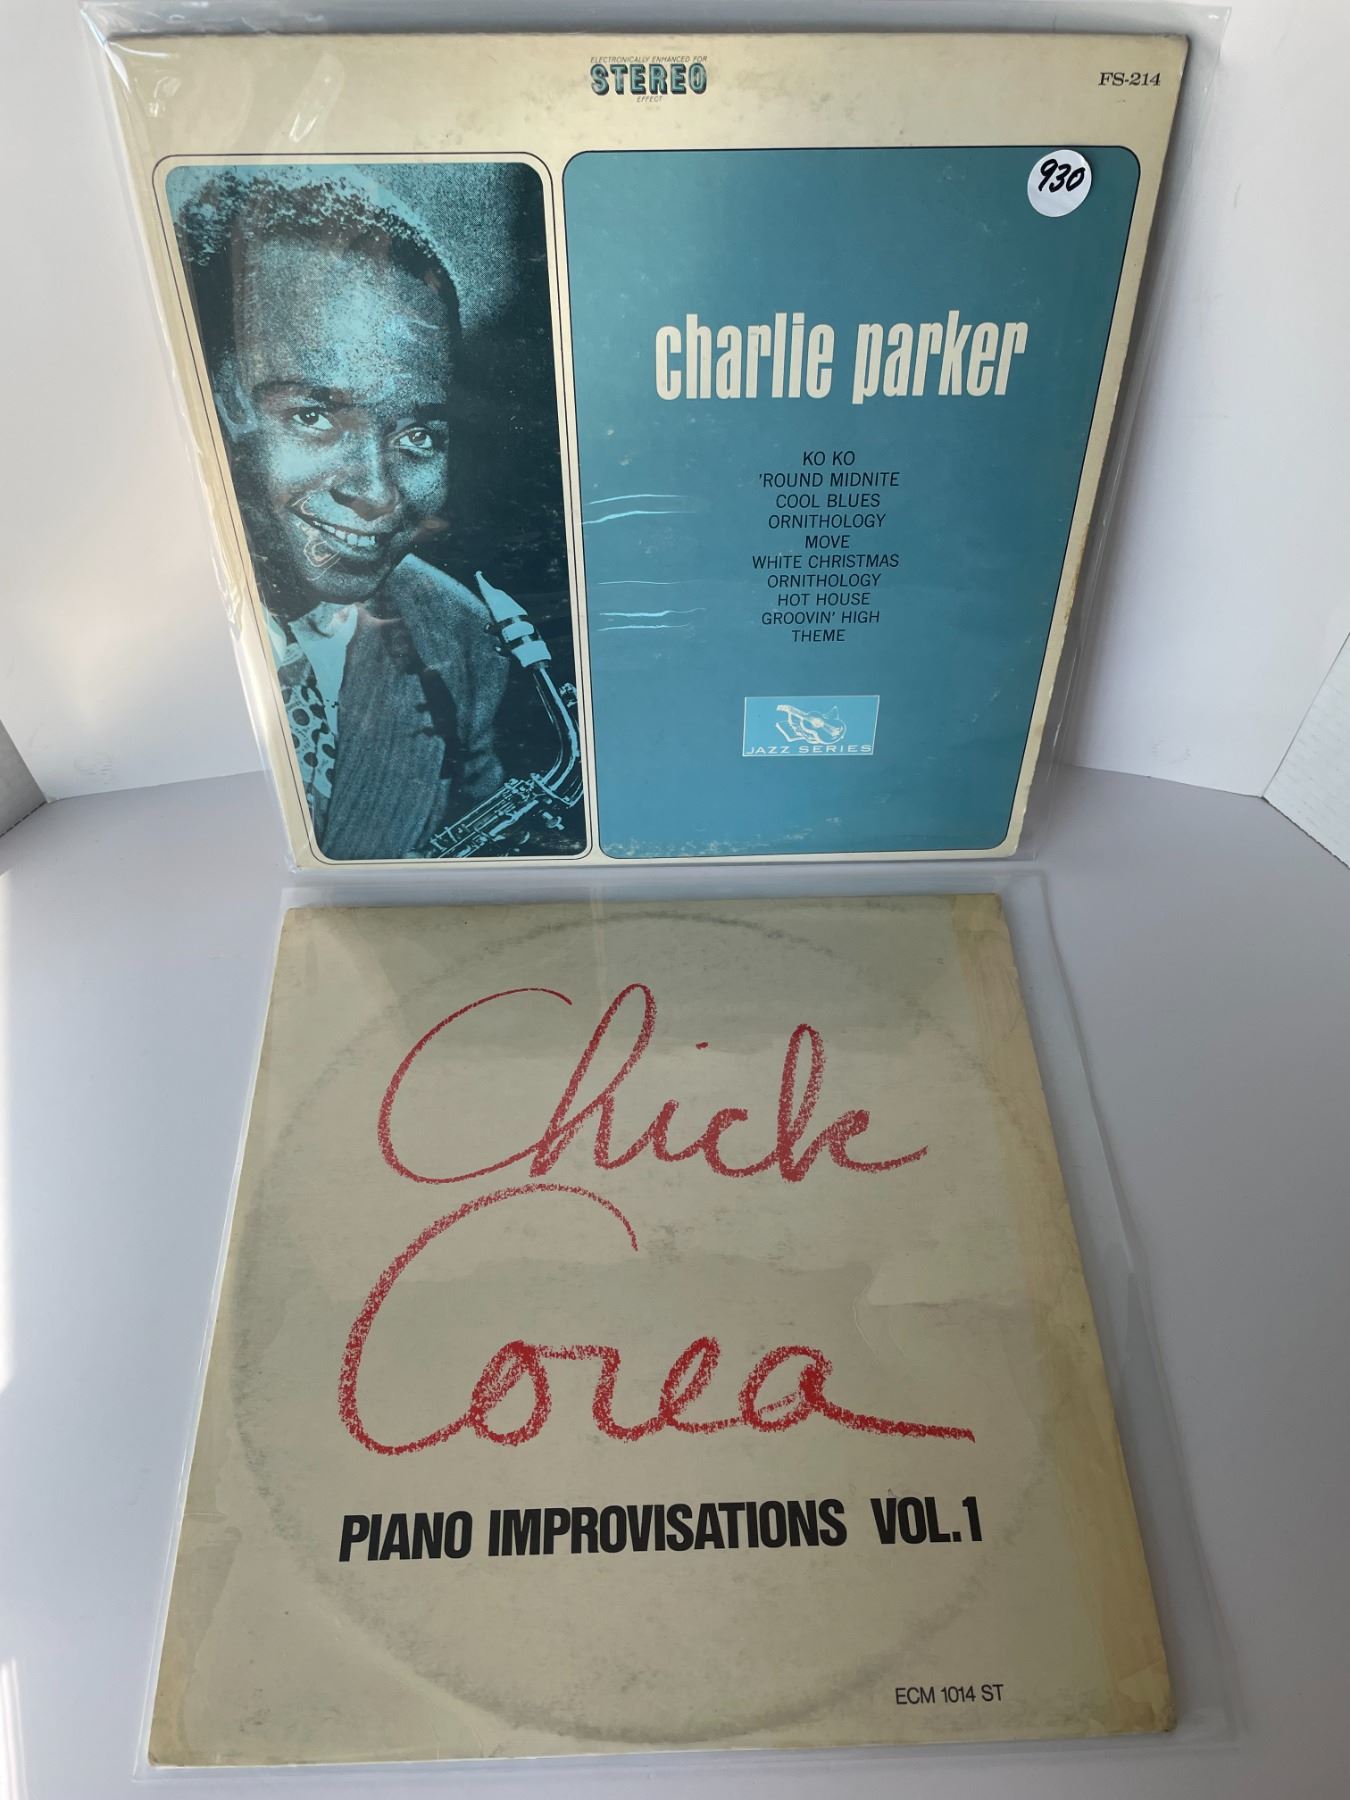 ELECTRONICALLY ENHANCED FOR
STEREO
EFFECT
FS-214
930
charlie parker
KO KO
'ROUND MIDNITE
COOL BLUES
ORNITHOLOGY
MOVE
WHITE CHRISTMAS
ORNITHOLOGY
HOT HOUSE
GROOVIN' HIGH
THEME
JAZZ SERIES
Chick
Corea
PIANO IMPROVISATIONS VOL.1
ECM 1014 ST